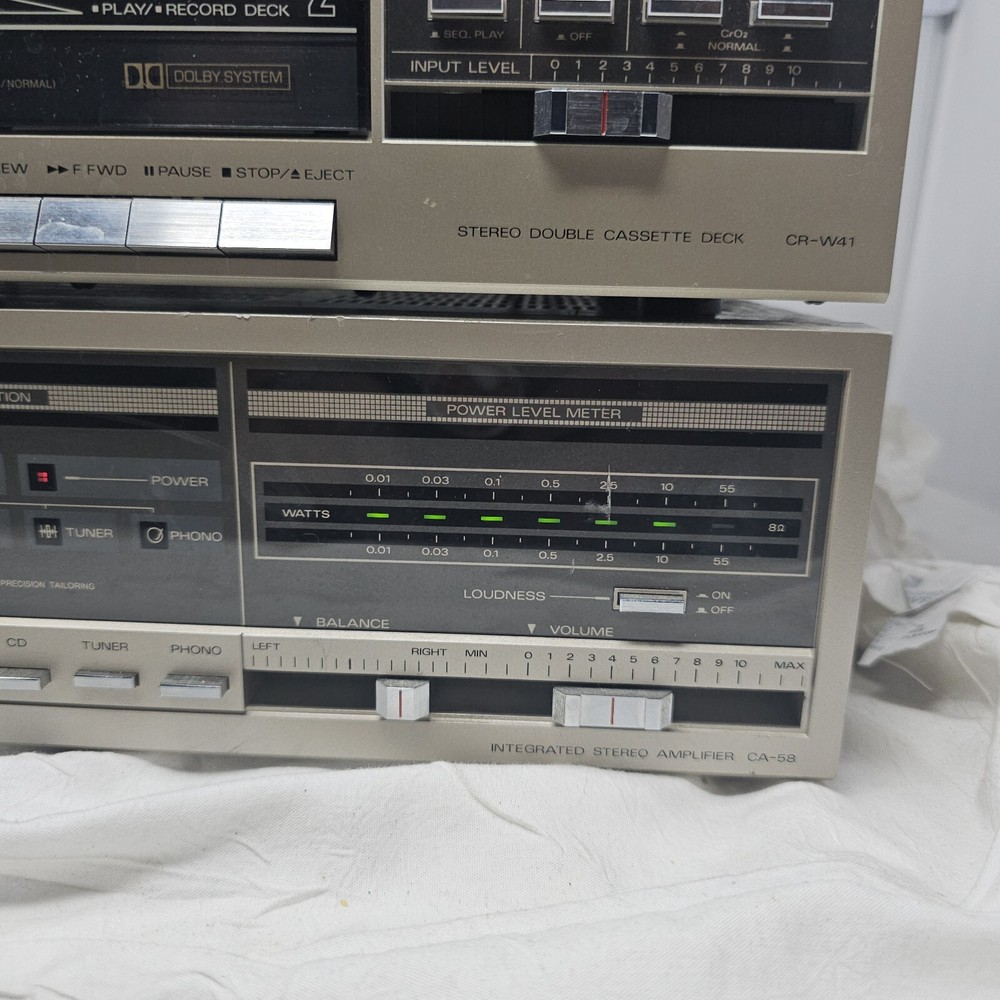 PLAY/ RECORD DECK 2
SEQ. PLAY
OFF
CrO₂
NORMAL
/NORMAL)
DOLBY SYSTEM
INPUT LEVEL 0 1 2 3 4 5 6 7 8 9 10
EW ▶▶ F FWD ▮▮ PAUSE ■ STOP/▲ EJECT
STEREO DOUBLE CASSETTE DECK CR-W41
TION
POWER LEVEL METER
POWER
0.01 0.03 0.1 0.5 2.5 10 55
WATTS 8Ω
0.01 0.03 0.1 0.5 2.5 10 55
TUNER PHONO
PRECISION TAILORING
LOUDNESS ON
OFF
▼ BALANCE ▼ VOLUME
CD TUNER PHONO
LEFT RIGHT MIN 0 1 2 3 4 5 6 7 8 9 10 MAX
INTEGRATED STEREO AMPLIFIER CA-58